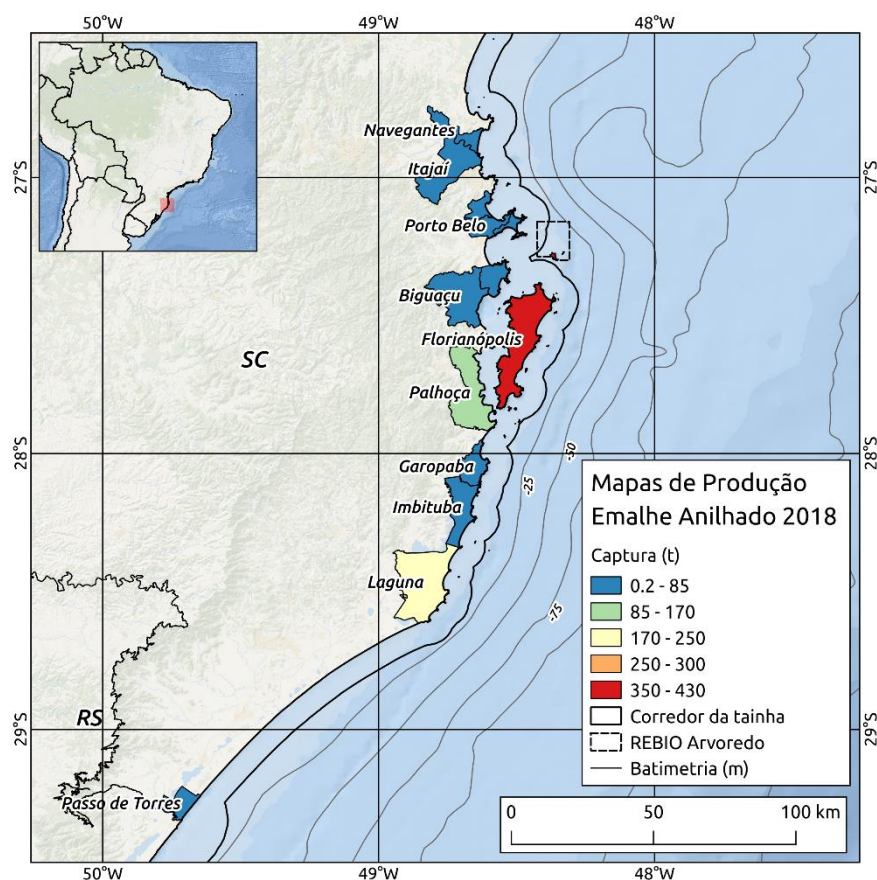 50°W 49°W 48°W
27°S 27°S
28°S 28°S
29°S 29°S
Navegantes
Itajaí
Porto Belo
Biguaçu
Florianópolis
SC
Palhoça
Garopaba
Imbituba
Laguna
RS
Passo de Torres
-50
-25
-75
Mapas de Produção
Emalhe Anilhado 2018
Captura (t)
0.2 - 85
85 - 170
170 - 250
250 - 300
350 - 430
Corredor da tainha
REBIO Arvoredo
Batimetria (m)
0 50 100 km
50°W 49°W 48°W